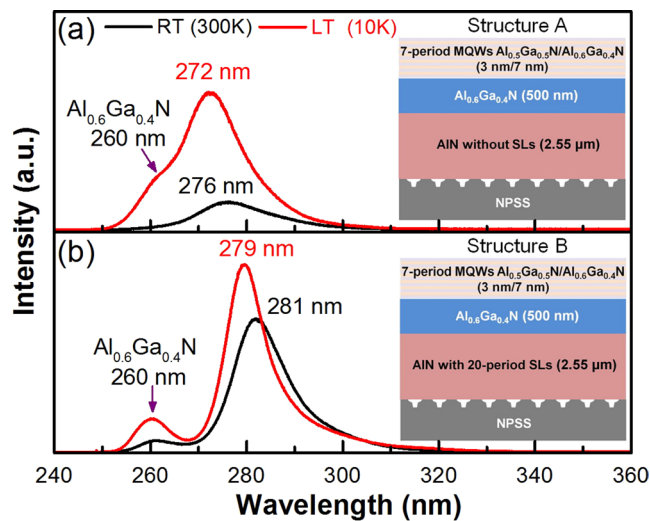 (a)
RT (300K)
LT (10K)
272 nm
Al₀.₆Ga₀.₄N
260 nm
276 nm
Structure A
7-period MQWs Al₀.₅Ga₀.₅N/Al₀.₆Ga₀.₄N
(3 nm/7 nm)
Al₀.₆Ga₀.₄N (500 nm)
AlN without SLs (2.55 μm)
NPSS
(b)
279 nm
281 nm
Al₀.₆Ga₀.₄N
260 nm
Structure B
7-period MQWs Al₀.₅Ga₀.₅N/Al₀.₆Ga₀.₄N
(3 nm/7 nm)
Al₀.₆Ga₀.₄N (500 nm)
AlN with 20-period SLs (2.55 μm)
NPSS
Intensity (a.u.)
240 260 280 300 320 340 360
Wavelength (nm)